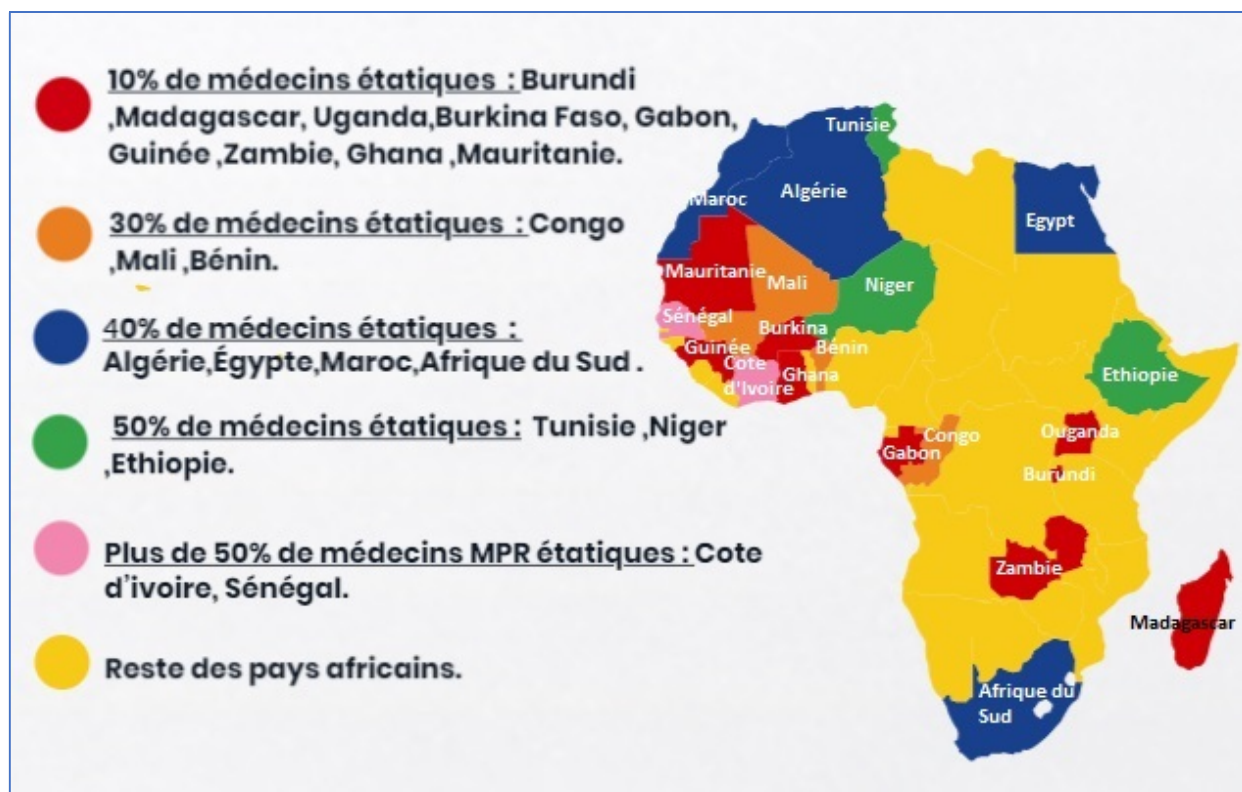 10% de médecins étatiques : Burundi
,Madagascar, Uganda,Burkina Faso, Gabon,
Guinée ,Zambie, Ghana ,Mauritanie.
30% de médecins étatiques : Congo
,Mali ,Bénin.
40% de médecins étatiques :
Algérie,Égypte,Maroc,Afrique du Sud .
50% de médecins étatiques : Tunisie ,Niger
,Ethiopie.
Plus de 50% de médecins MPR étatiques : Cote
d'ivoire, Sénégal.
Reste des pays africains.
Tunisie
Maroc
Algérie
Egypt
Mauritanie
Mali
Niger
Sénégal
Burkina
Guinée
Bénin
Cote
d'Ivoire
Ghana
Ethiopie
Congo
Gabon
Ouganda
Burundi
Zambie
Madagascar
Afrique du
Sud